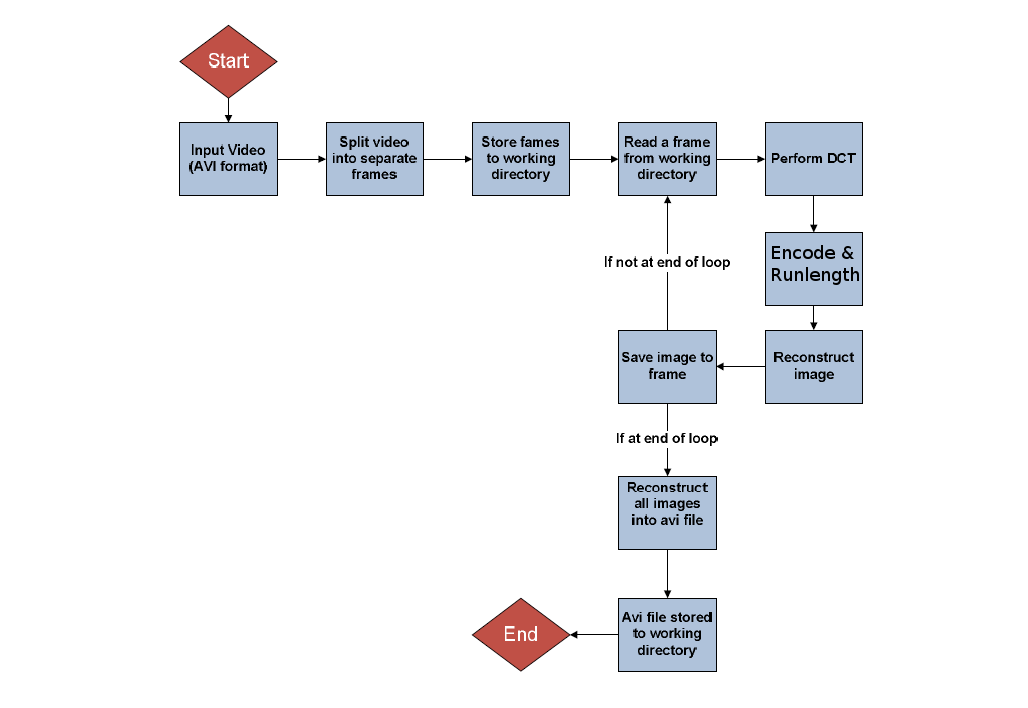 Start
Input Video
(AVI format)
Split video
into separate
frames
Store fames
to working
directory
Read a frame
from working
directory
Perform DCT
Encode &
Runlength
If not at end of loop
Save image to
frame
Reconstruct
image
If at end of loop
Reconstruct
all images
into avi file
Avi file stored
to working
directory
End